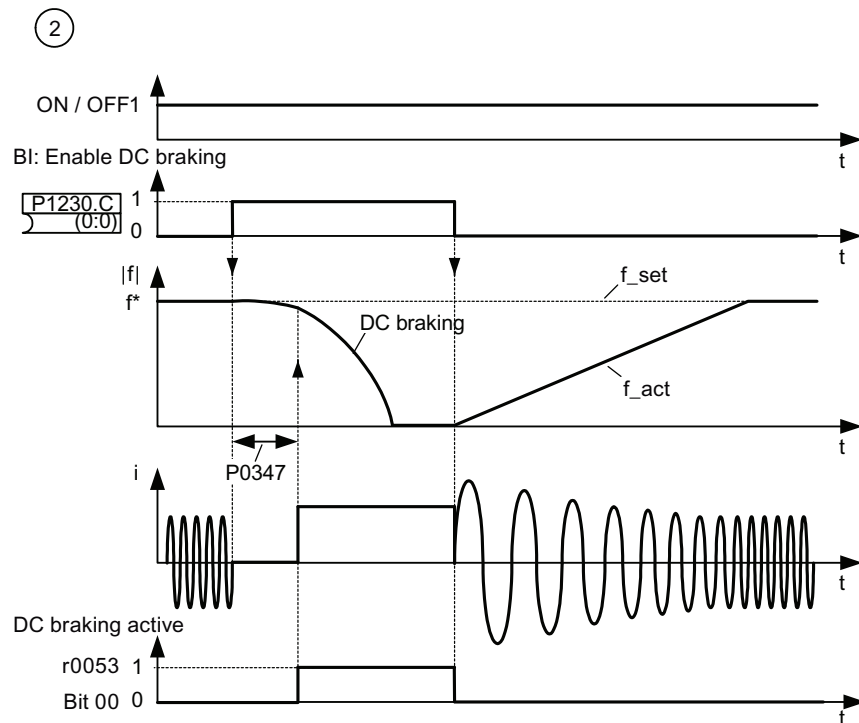 2
ON / OFF1
t
BI: Enable DC braking
P1230.C
(0:0)
1
0
t
|f|
f*
f_set
DC braking
f_act
t
P0347
i
t
DC braking active
r0053 1
Bit 00 0
t